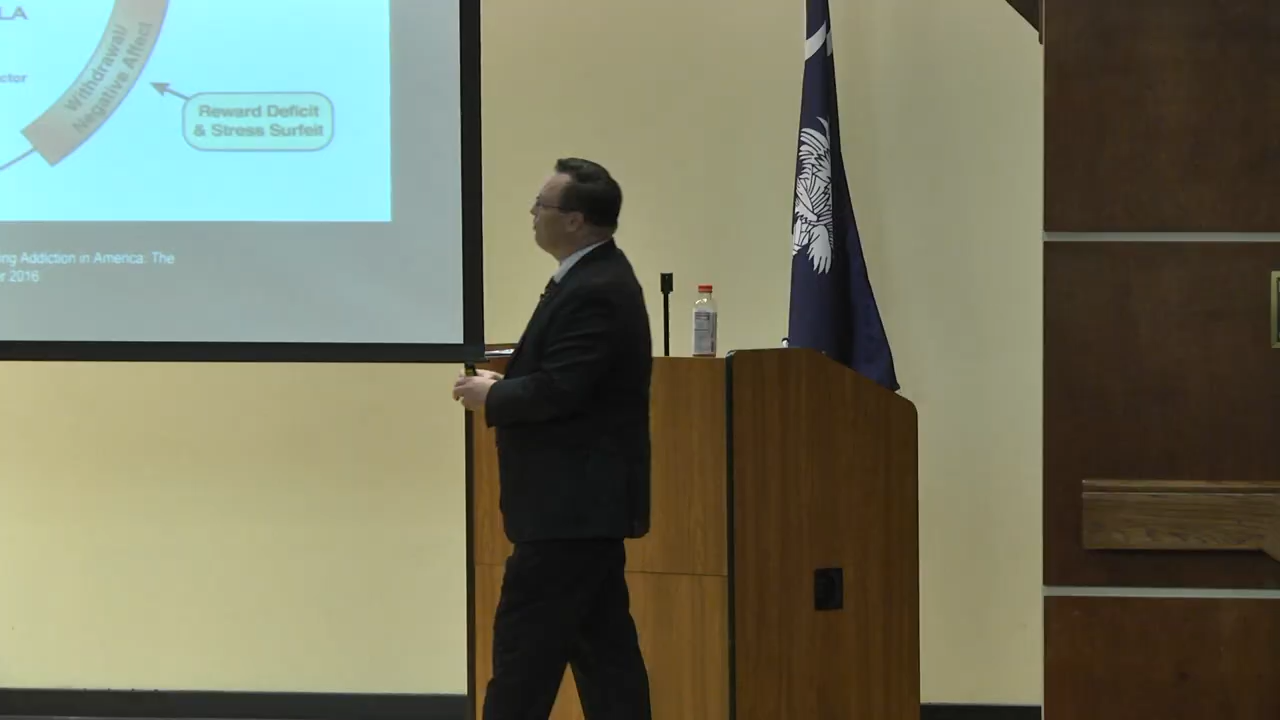 LA
ctor
Withdrawal/
Negative Affect
Reward Deficit
& Stress Surfeit
ing Addiction in America: The
r 2016